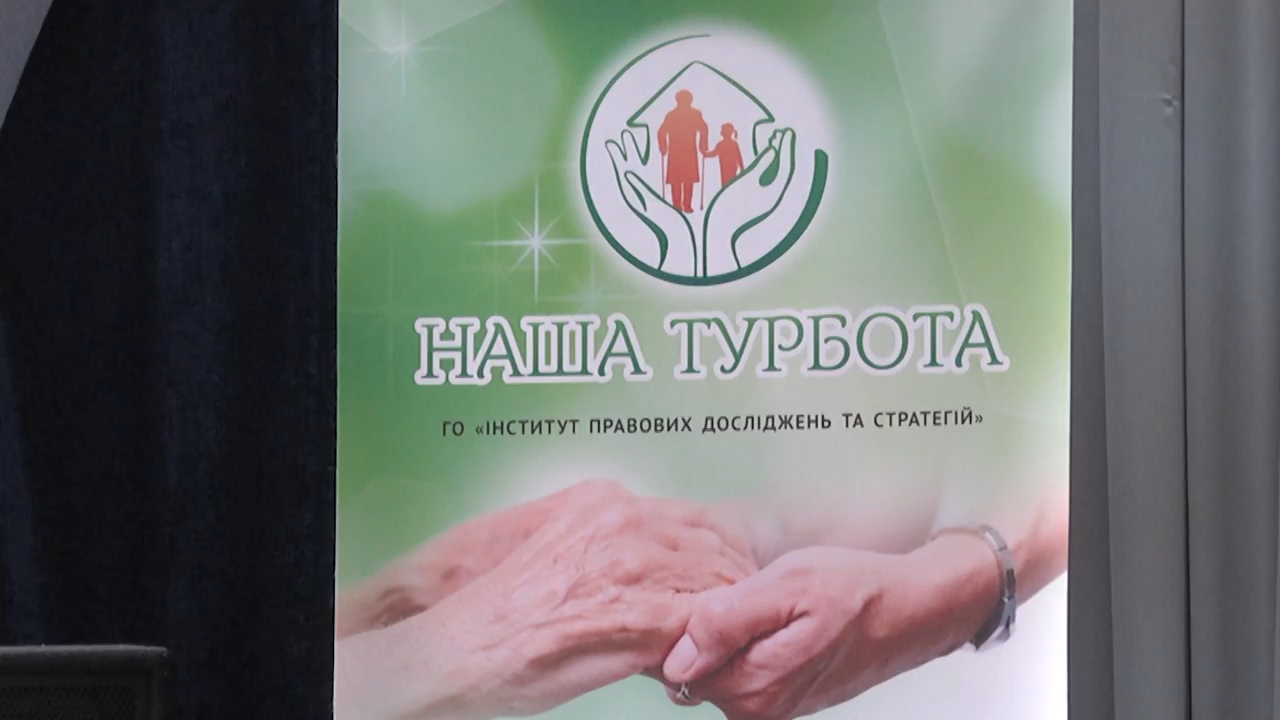 НАША ТУРБОТА
ГО «ІНСТИТУТ ПРАВОВИХ ДОСЛІДЖЕНЬ ТА СТРАТЕГІЙ»